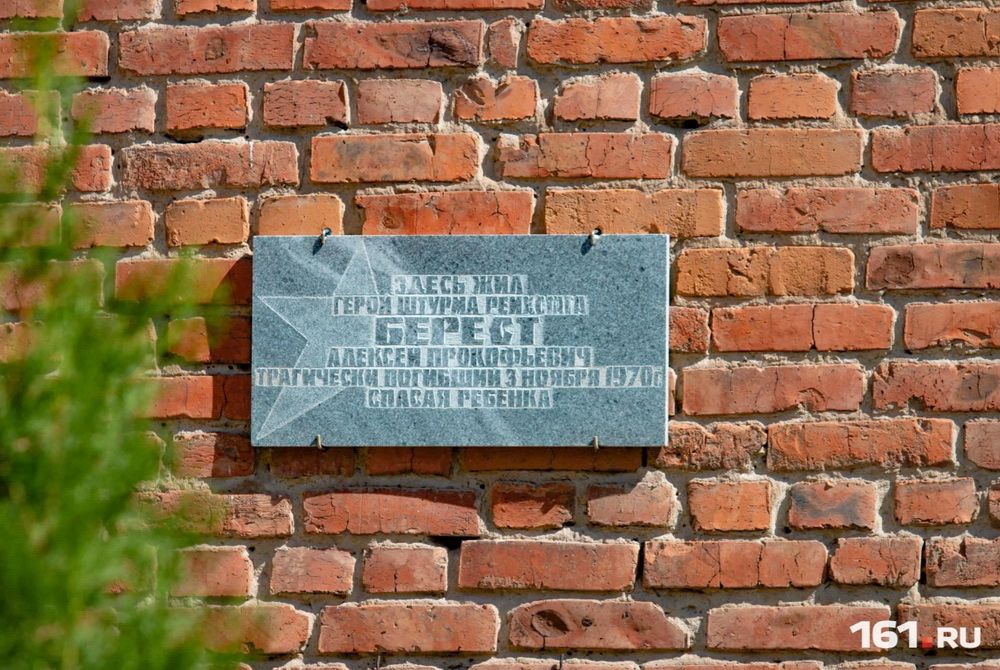 ЗДЕСЬ ЖИЛ
ГЕРОЙ ШТУРМА РЕЙХСТАГА
БЕРЕСТ
АЛЕКСЕЙ ПРОКОФЬЕВИЧ
ТРАГИЧЕСКИ ПОГИБШИЙ 3 НОЯБРЯ 1970г.
СПАСАЯ РЕБЕНКА
161.RU